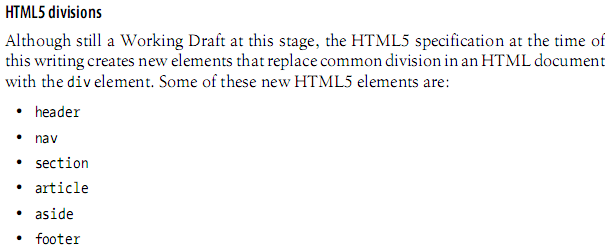 HTML5 divisions
Although still a Working Draft at this stage, the HTML5 specification at the time of
this writing creates new elements that replace common division in an HTML document
with the div element. Some of these new HTML5 elements are:
• header
• nav
• section
• article
• aside
• footer